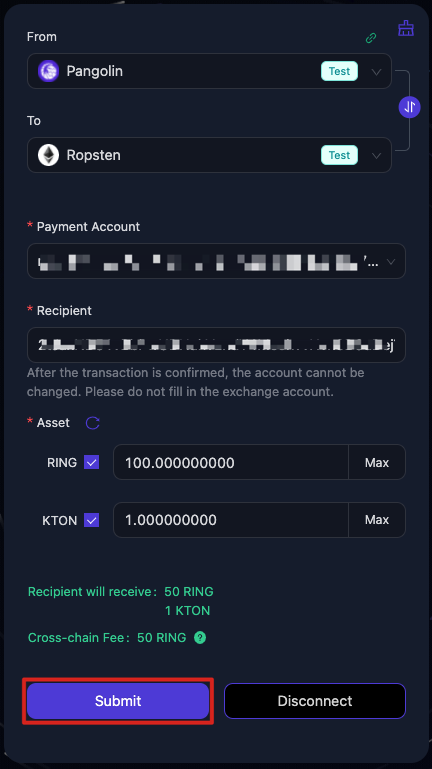 From
Pangolin Test
To
Ropsten Test
* Payment Account
...
* Recipient
After the transaction is confirmed, the account cannot be
changed. Please do not fill in the exchange account.
* Asset
RING 100.000000000 Max
KTON 1.000000000 Max
Recipient will receive: 50 RING
1 KTON
Cross-chain Fee: 50 RING ?
Submit Disconnect